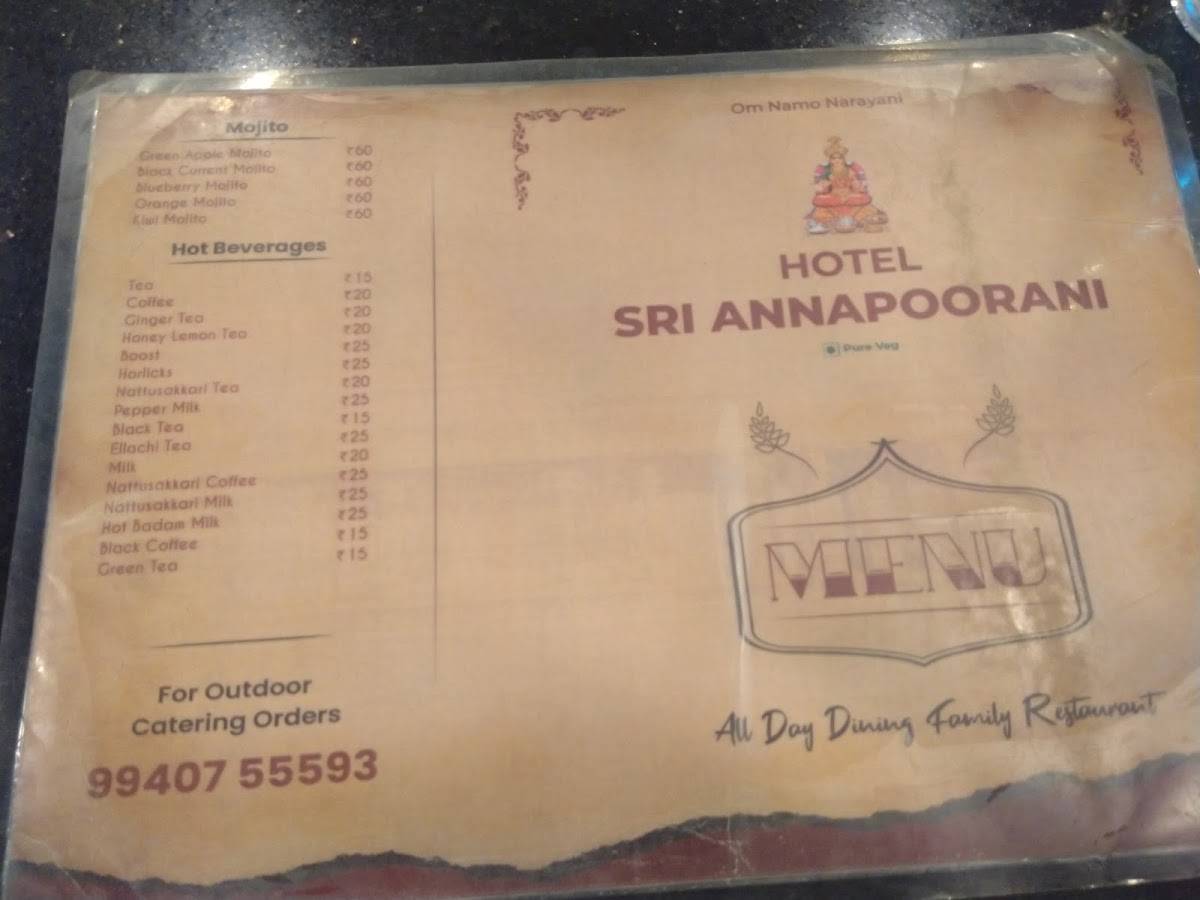 Mojito
Green Apple Mojito ₹60
Black Current Mojito ₹60
Blueberry Mojito ₹60
Orange Mojito ₹60
Kiwi Mojito ₹60
Hot Beverages
Tea ₹15
Coffee ₹20
Ginger Tea ₹20
Honey Lemon Tea ₹20
Boost ₹25
Horlicks ₹25
Nattusakkari Tea ₹20
Pepper Milk ₹25
Black Tea ₹15
Ellachi Tea ₹25
Milk ₹20
Nattusakkari Coffee ₹25
Nattusakkari Milk ₹25
Hot Badam Milk ₹25
Black Coffee ₹15
Green Tea ₹15
For Outdoor
Catering Orders
99407 55593
Om Namo Narayani
HOTEL
SRI ANNAPOORANI
Pure Veg
MENU
All Day Dining Family Restaurant